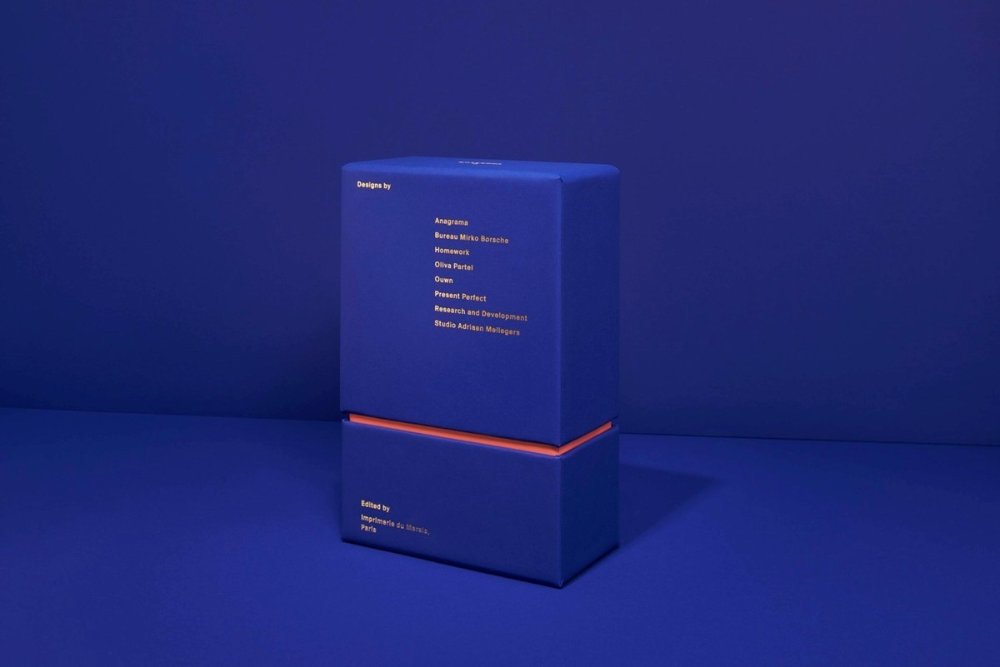 Designs by
Anagrama
Bureau Mirko Borsche
Homework
Oliva Partel
Ouwn
Present Perfect
Research and Development
Studio Adriaan Mellegers
Edited by
Imprimerie du Marais,
Paris